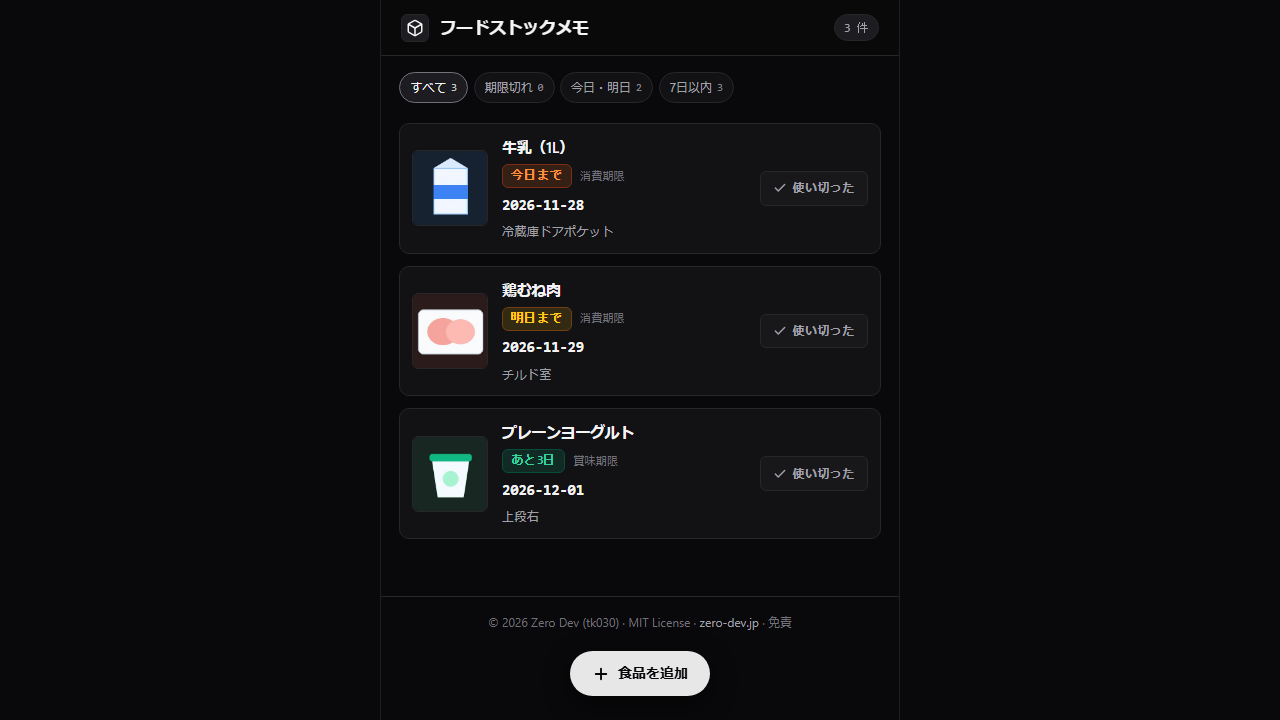 フードストックメモ
3 件
すべて 3
期限切れ 0
今日・明日 2
7日以内 3
牛乳（1L）
今日まで 消費期限
2026-11-28
冷蔵庫ドアポケット
使い切った
鶏むね肉
明日まで 消費期限
2026-11-29
チルド室
使い切った
プレーンヨーグルト
あと3日 賞味期限
2026-12-01
上段右
使い切った
© 2026 Zero Dev (tk030) · MIT License · zero-dev.jp · 免責
食品を追加